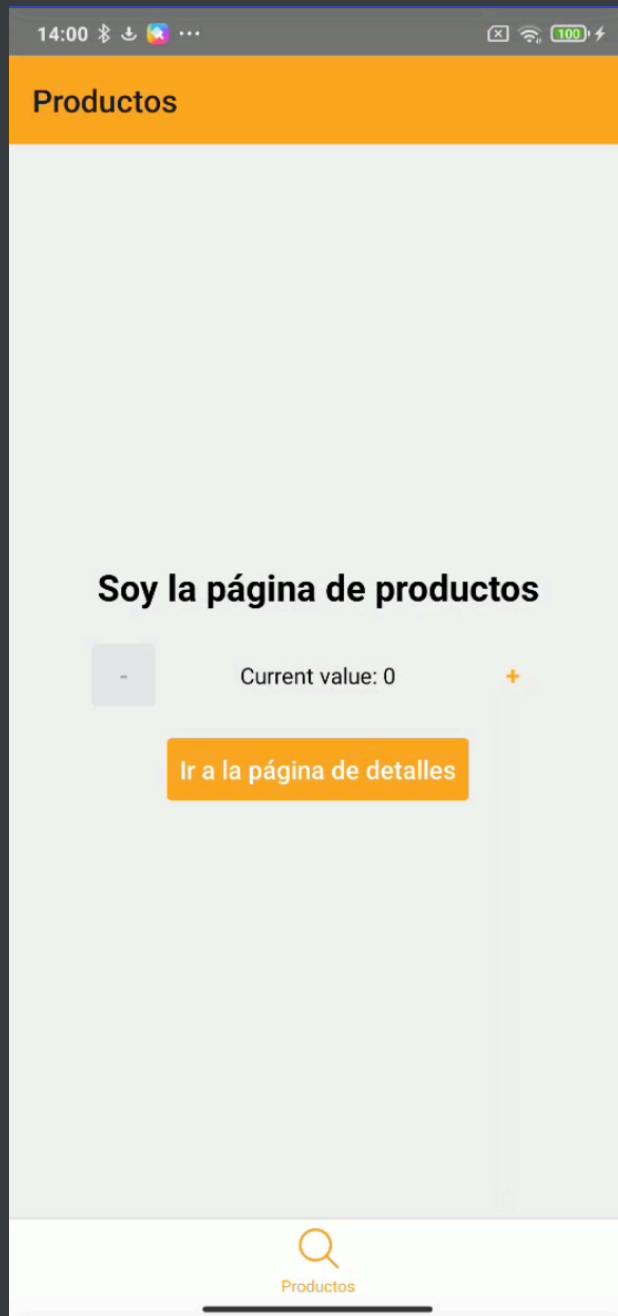 14:00
100
Productos
Soy la página de productos
- Current value: 0 +
Ir a la página de detalles
Productos